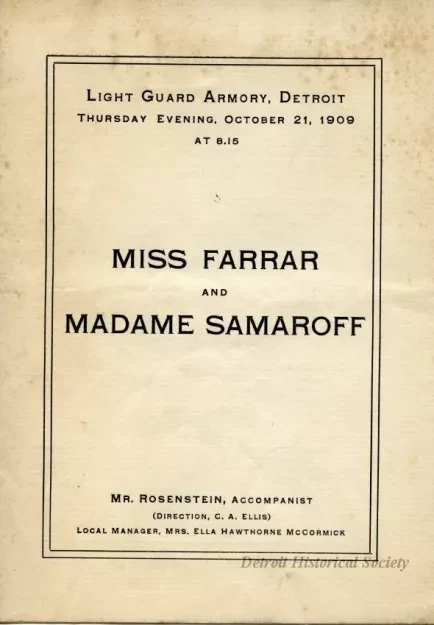 Light Guard Armory, Detroit
Thursday Evening, October 21, 1909
at 8.15
MISS FARRAR
AND
MADAME SAMAROFF
Mr. Rosenstein, Accompanist
(Direction, C. A. Ellis)
Local Manager, Mrs. Ella Hawthorne McCormick
Detroit Historical Society